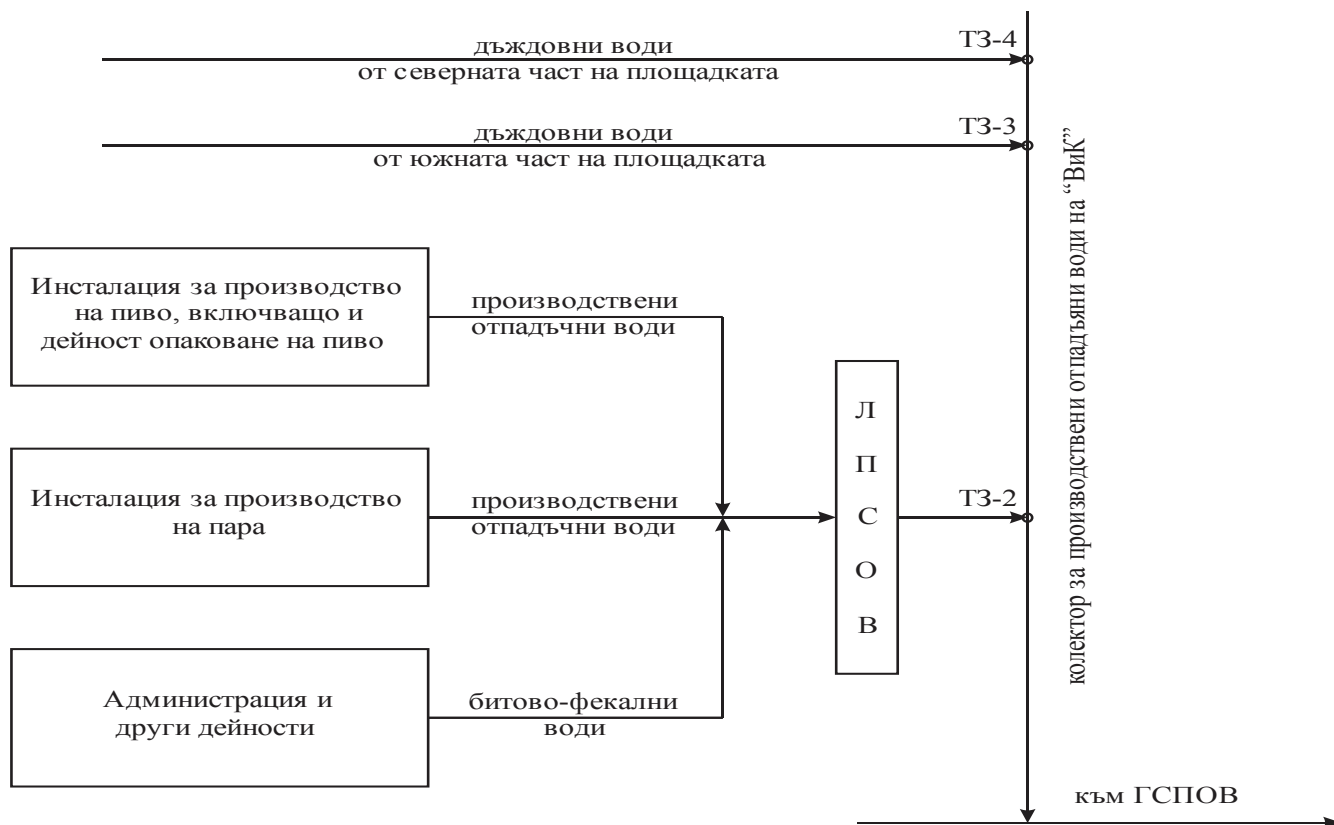 дъждовни води
ТЗ-4
от северната част на площадката
дъждовни води
ТЗ-3
от южната част на площадката
колектор за производствени отпадъяни води на “ВиК”
Инсталация за производство
на пиво, включващо и
дейност опаковане на пиво
производствени
отпадъчни води
Л
П
С
О
В
Инсталация за производство
на пара
производствени
отпадъчни води
ТЗ-2
Администрация и
други дейности
битово-фекални
води
към ГСПОВ